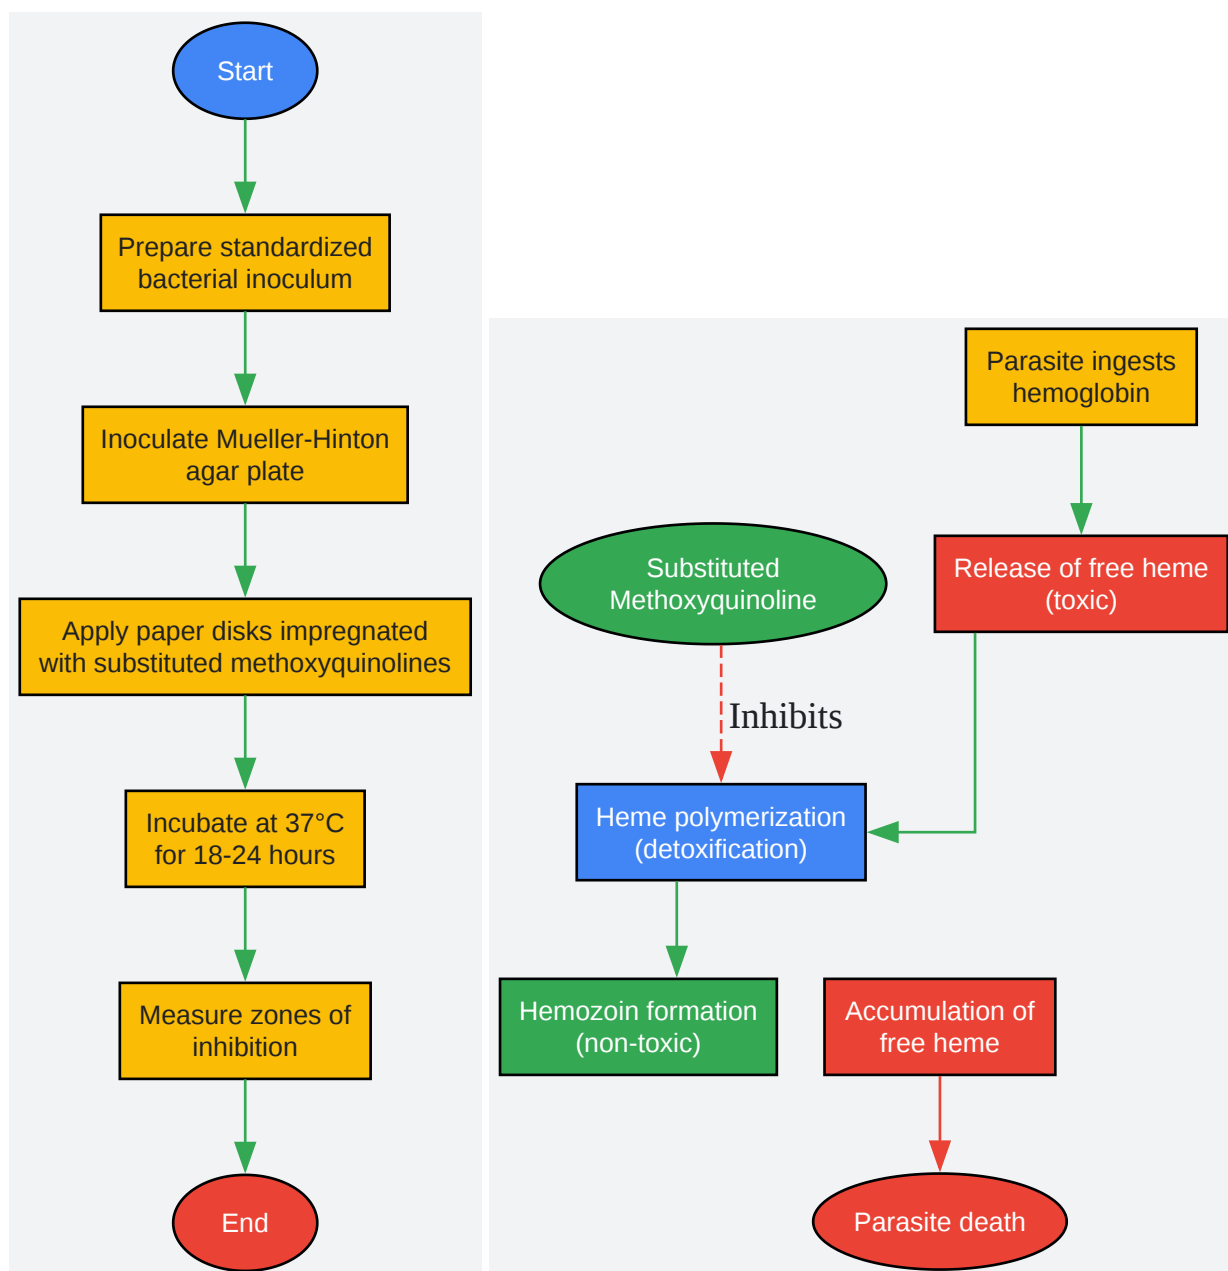 Start
Prepare standardized
bacterial inoculum
Inoculate Mueller-Hinton
agar plate
Apply paper disks impregnated
with substituted methoxyquinolines
Incubate at 37°C
for 18-24 hours
Measure zones of
inhibition
End
Parasite ingests
hemoglobin
Release of free heme
(toxic)
Substituted
Methoxyquinoline
Inhibits
Heme polymerization
(detoxification)
Hemozoin formation
(non-toxic)
Accumulation of
free heme
Parasite death